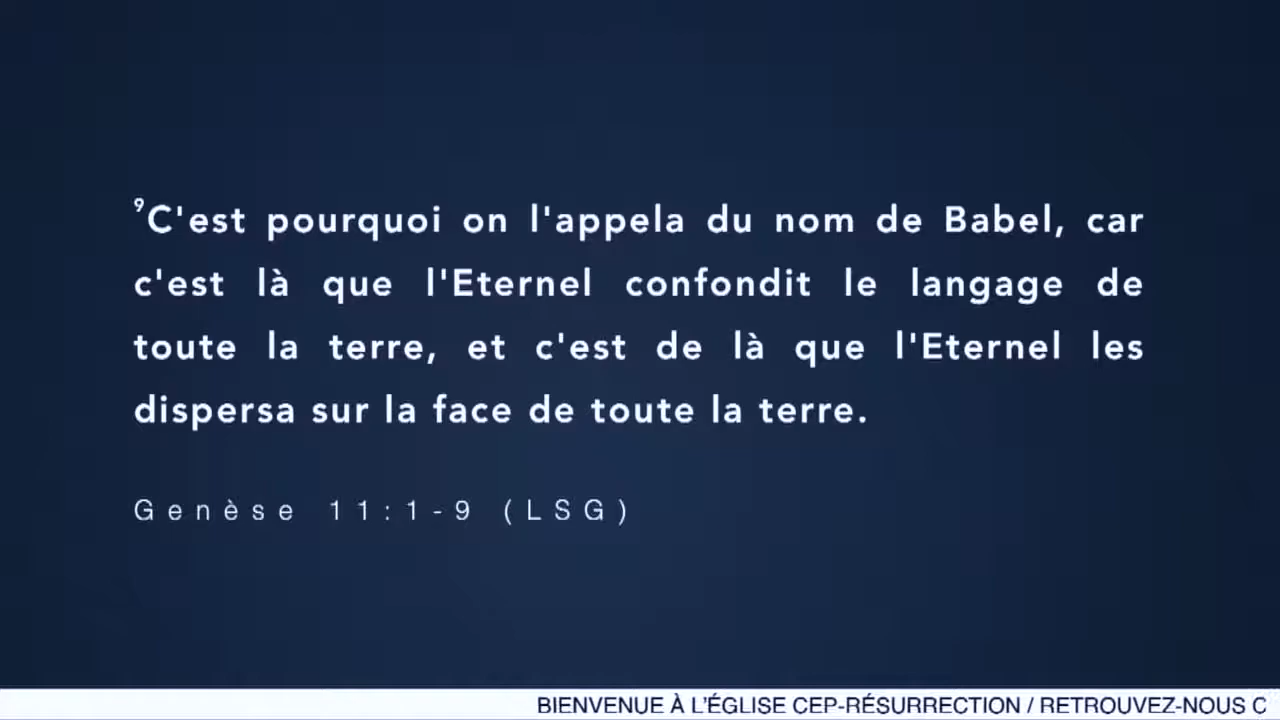 ⁹C'est pourquoi on l'appela du nom de Babel, car
c'est là que l'Eternel confondit le langage de
toute la terre, et c'est de là que l'Eternel les
dispersa sur la face de toute la terre.
Genèse 11:1-9 (LSG)
BIENVENUE À L'ÉGLISE CEP-RÉSURRECTION / RETROUVEZ-NOUS